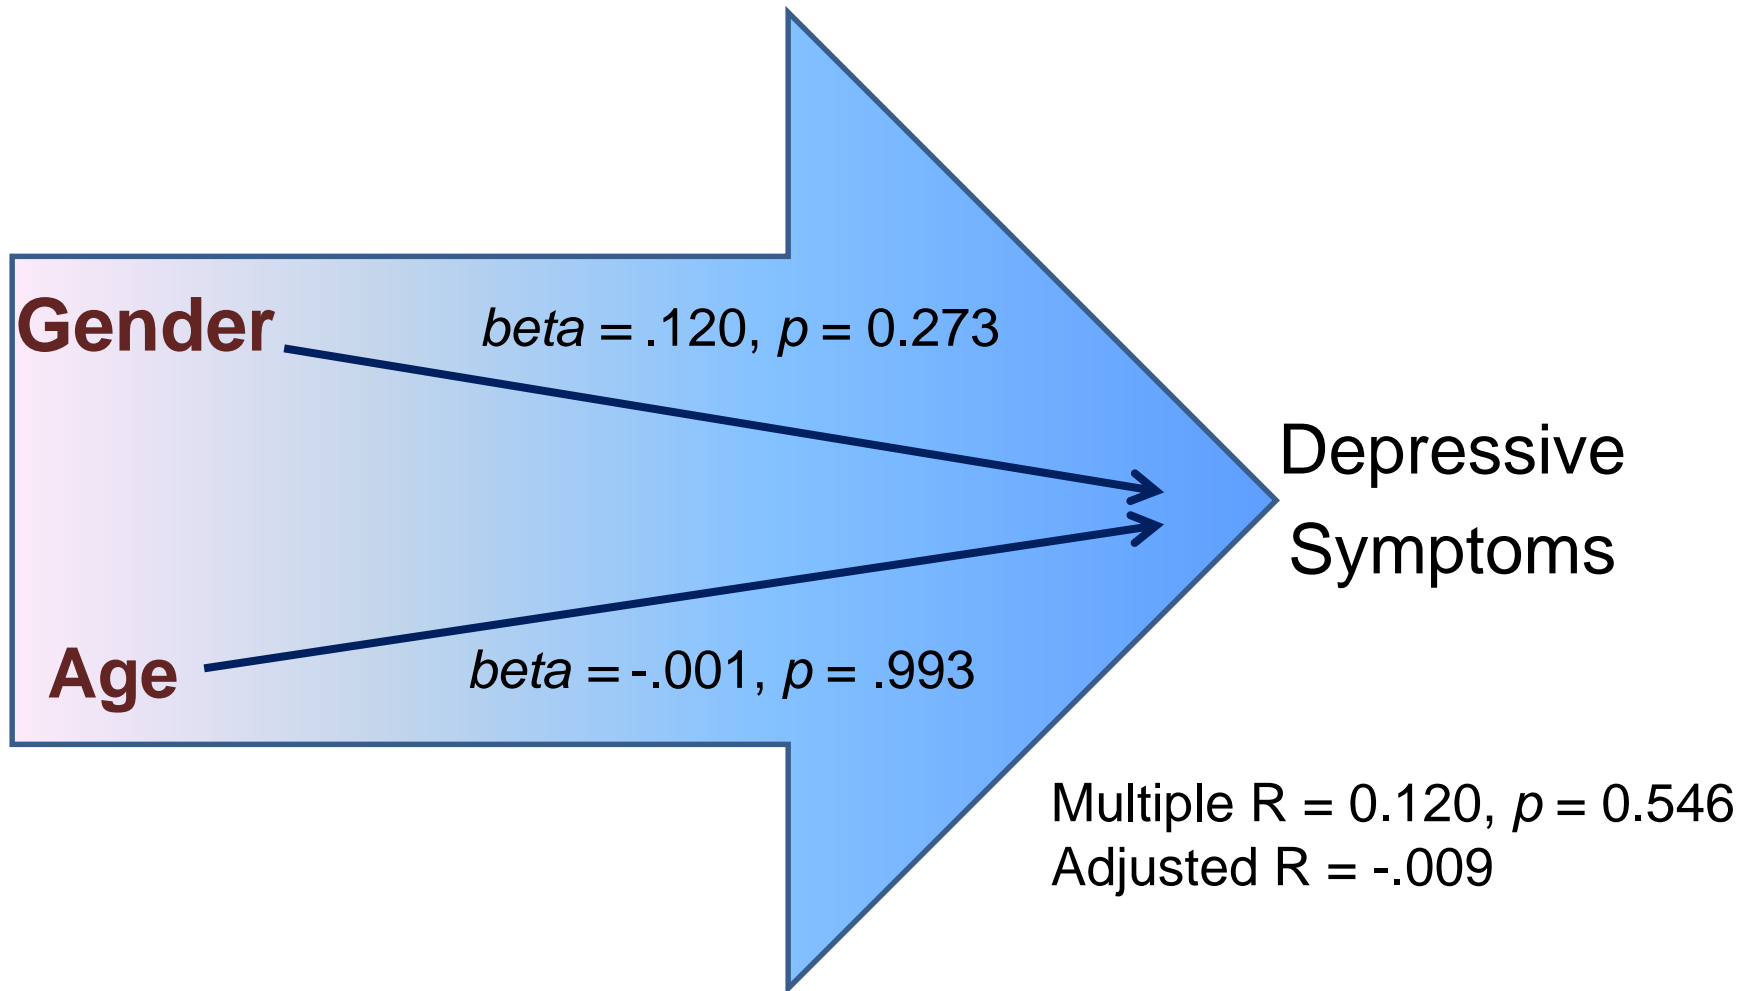 Gender
beta = .120, p = 0.273
Depressive
Symptoms
Age
beta = -.001, p = .993
Multiple R = 0.120, p = 0.546
Adjusted R = -.009